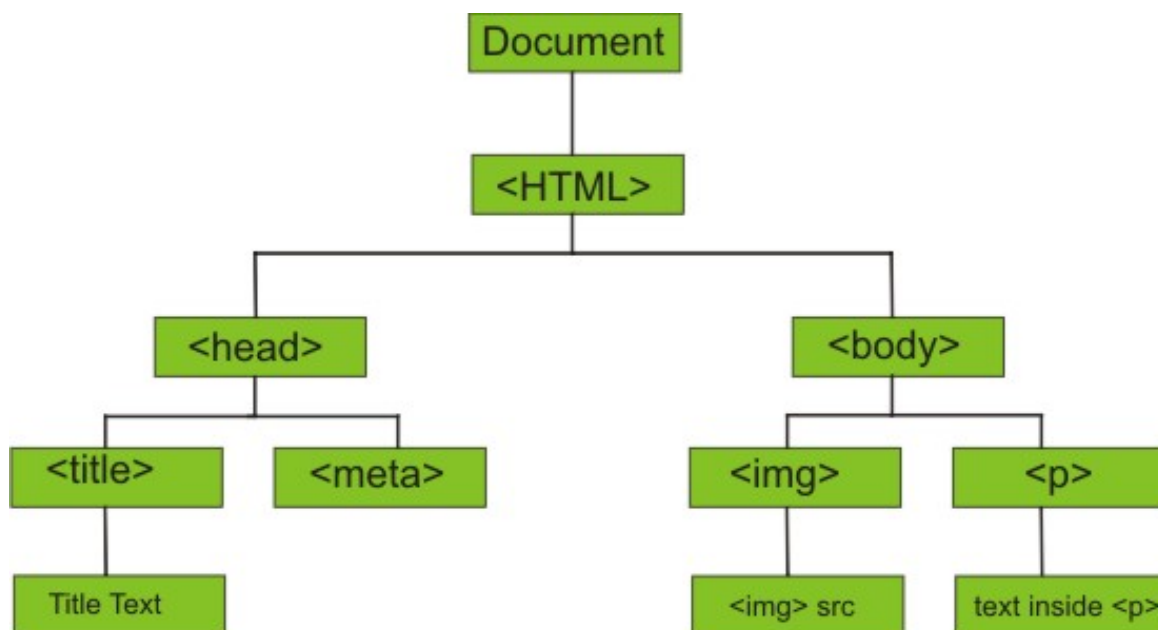 Document
<HTML>
<head>
<body>
<title>
<meta>
<img>
<p>
Title Text
<img> src
text inside <p>